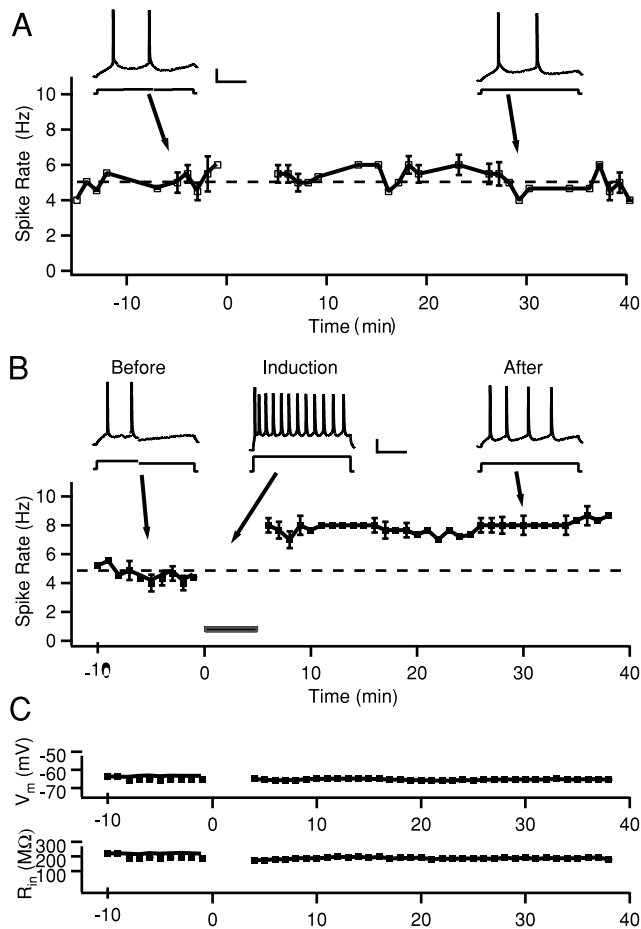 A
Spike Rate (Hz)
10
8
6
4
2
0
-10 0 10 20 30 40
Time (min)
B
Before Induction After
Spike Rate (Hz)
10
8
6
4
2
0
-10 0 10 20 30 40
Time (min)
C
Vm (mV)
-50
-60
-70
-10 0 10 20 30 40
Rin (MΩ)
300
200
100
-10 0 10 20 30 40